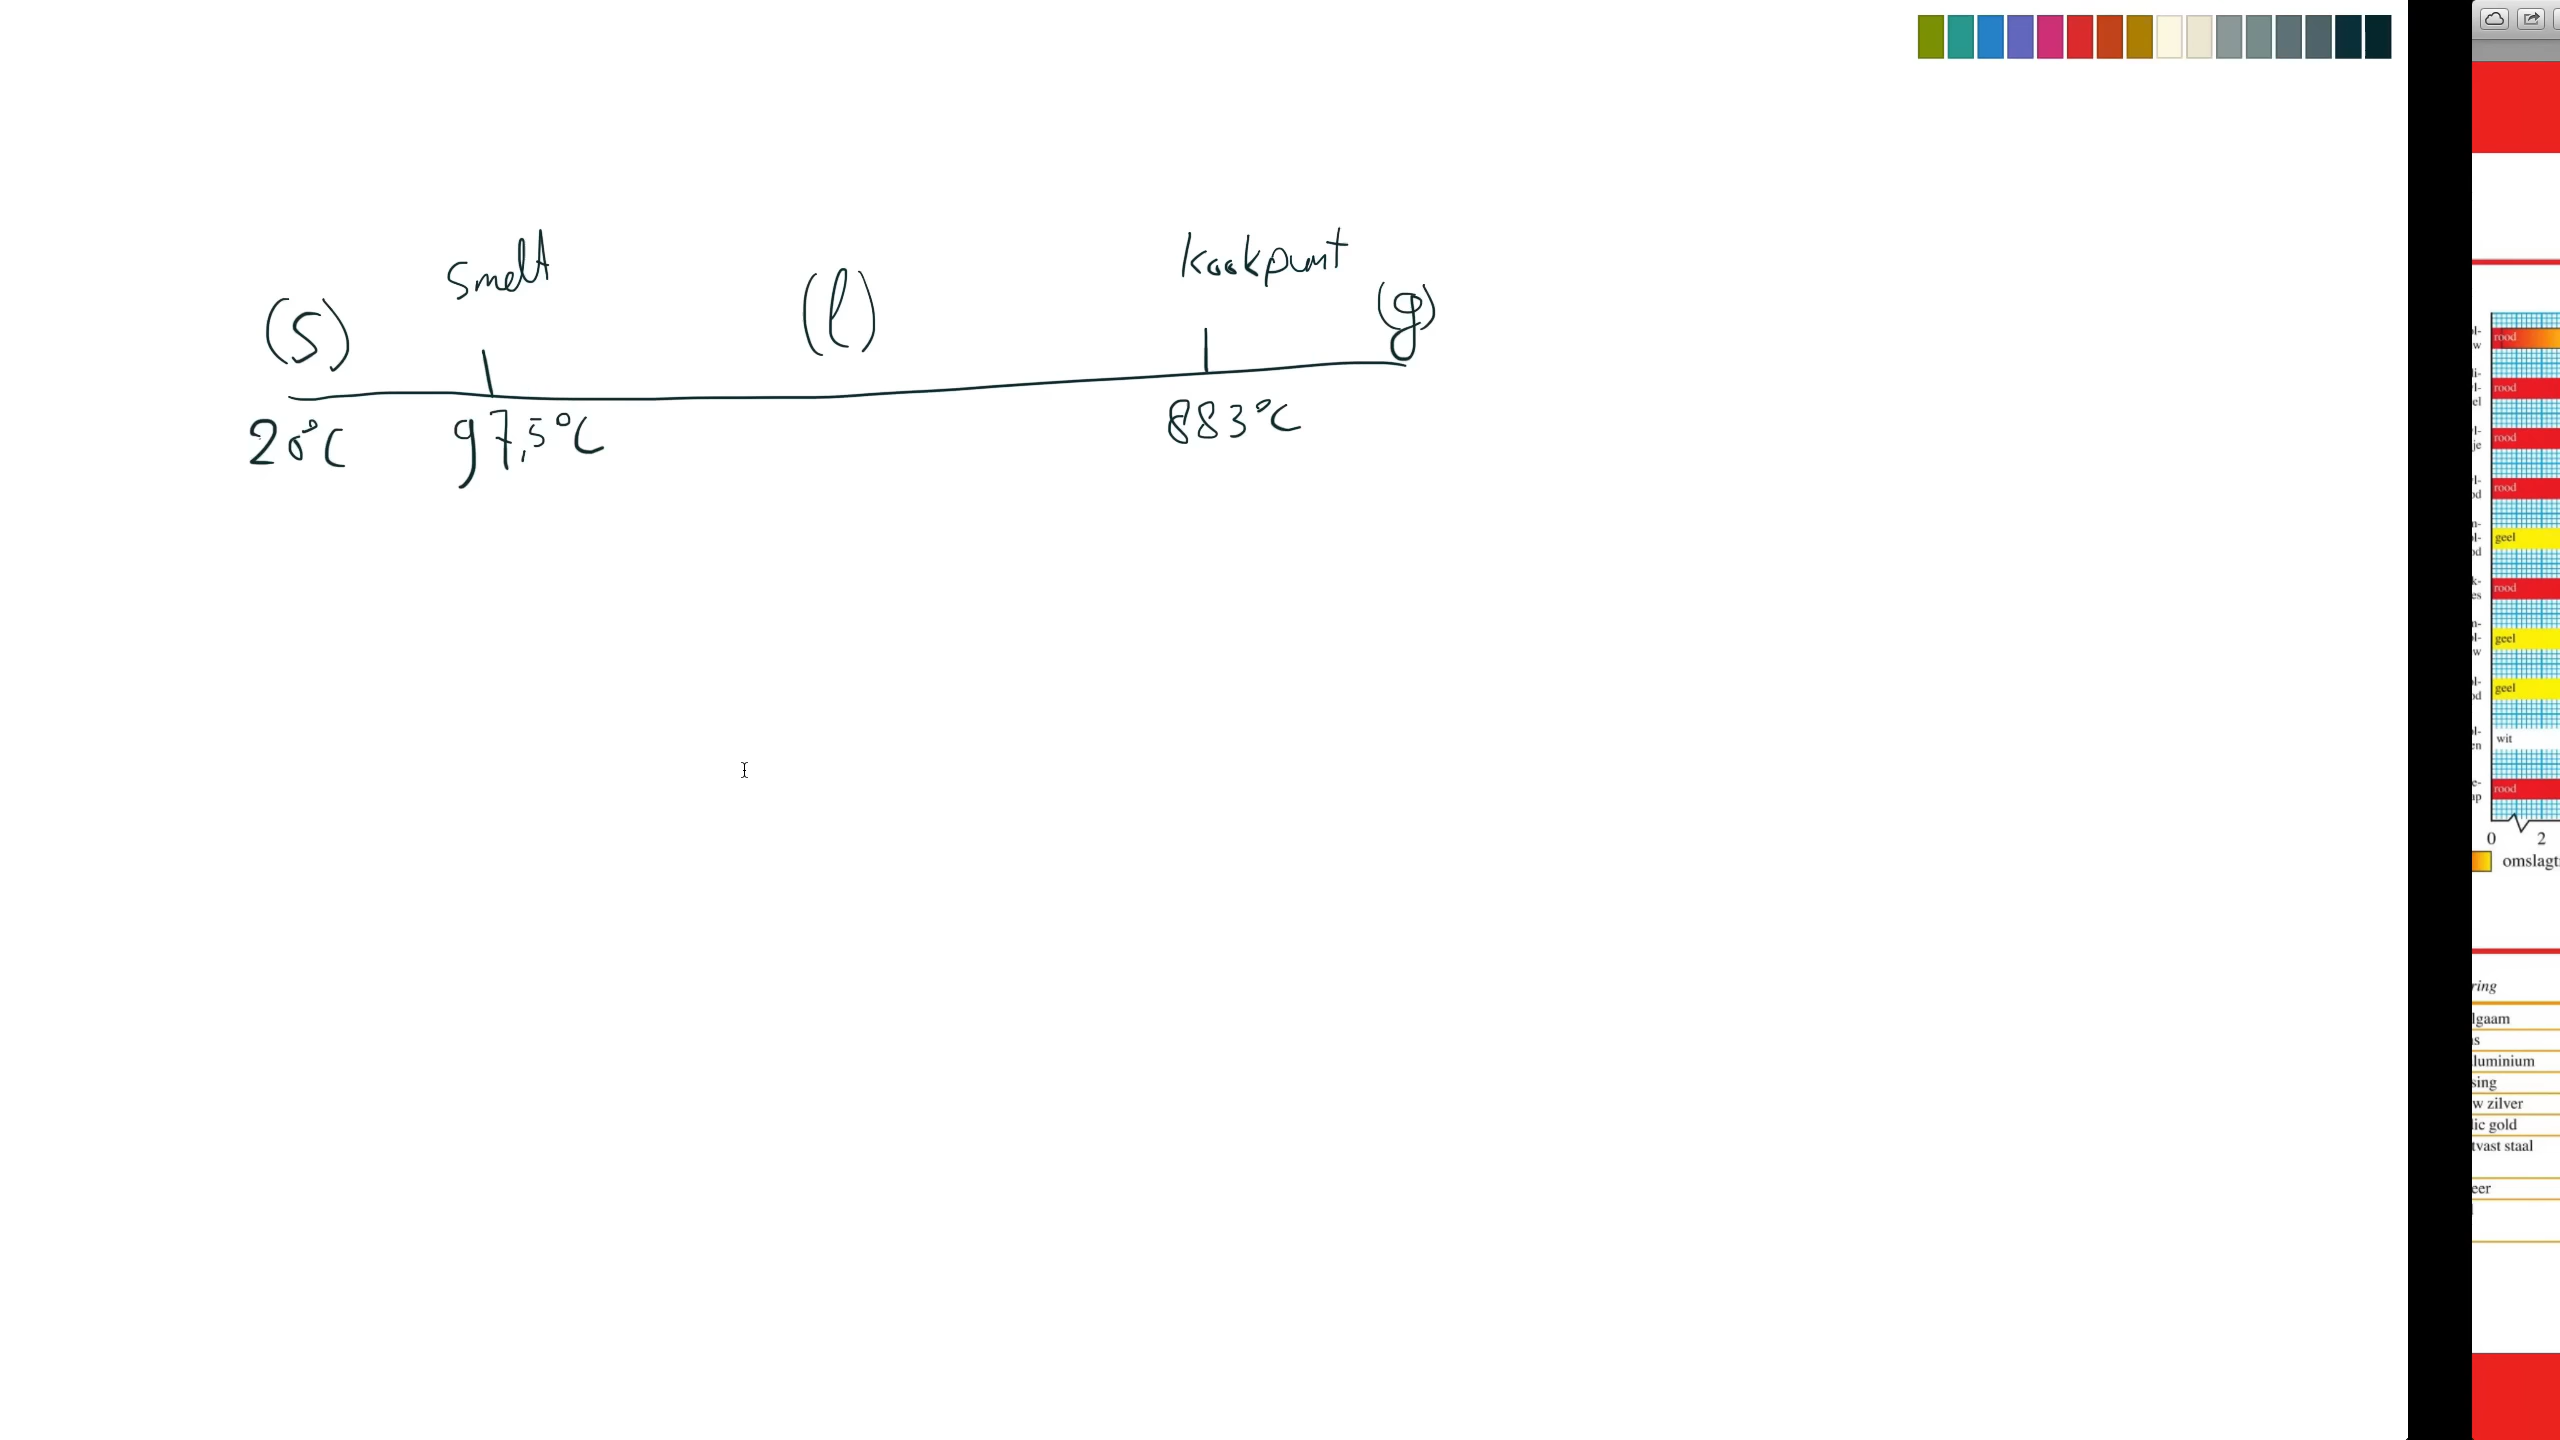 smelt
kookpunt
(s)
(l)
(g)
20°C
97,5°C
883°C
rood
rood
rood
rood
geel
rood
geel
geel
wit
rood
0 2
omslagt
ring
lgaam
luminium
sing
w zilver
lic gold
tvast staal
eer